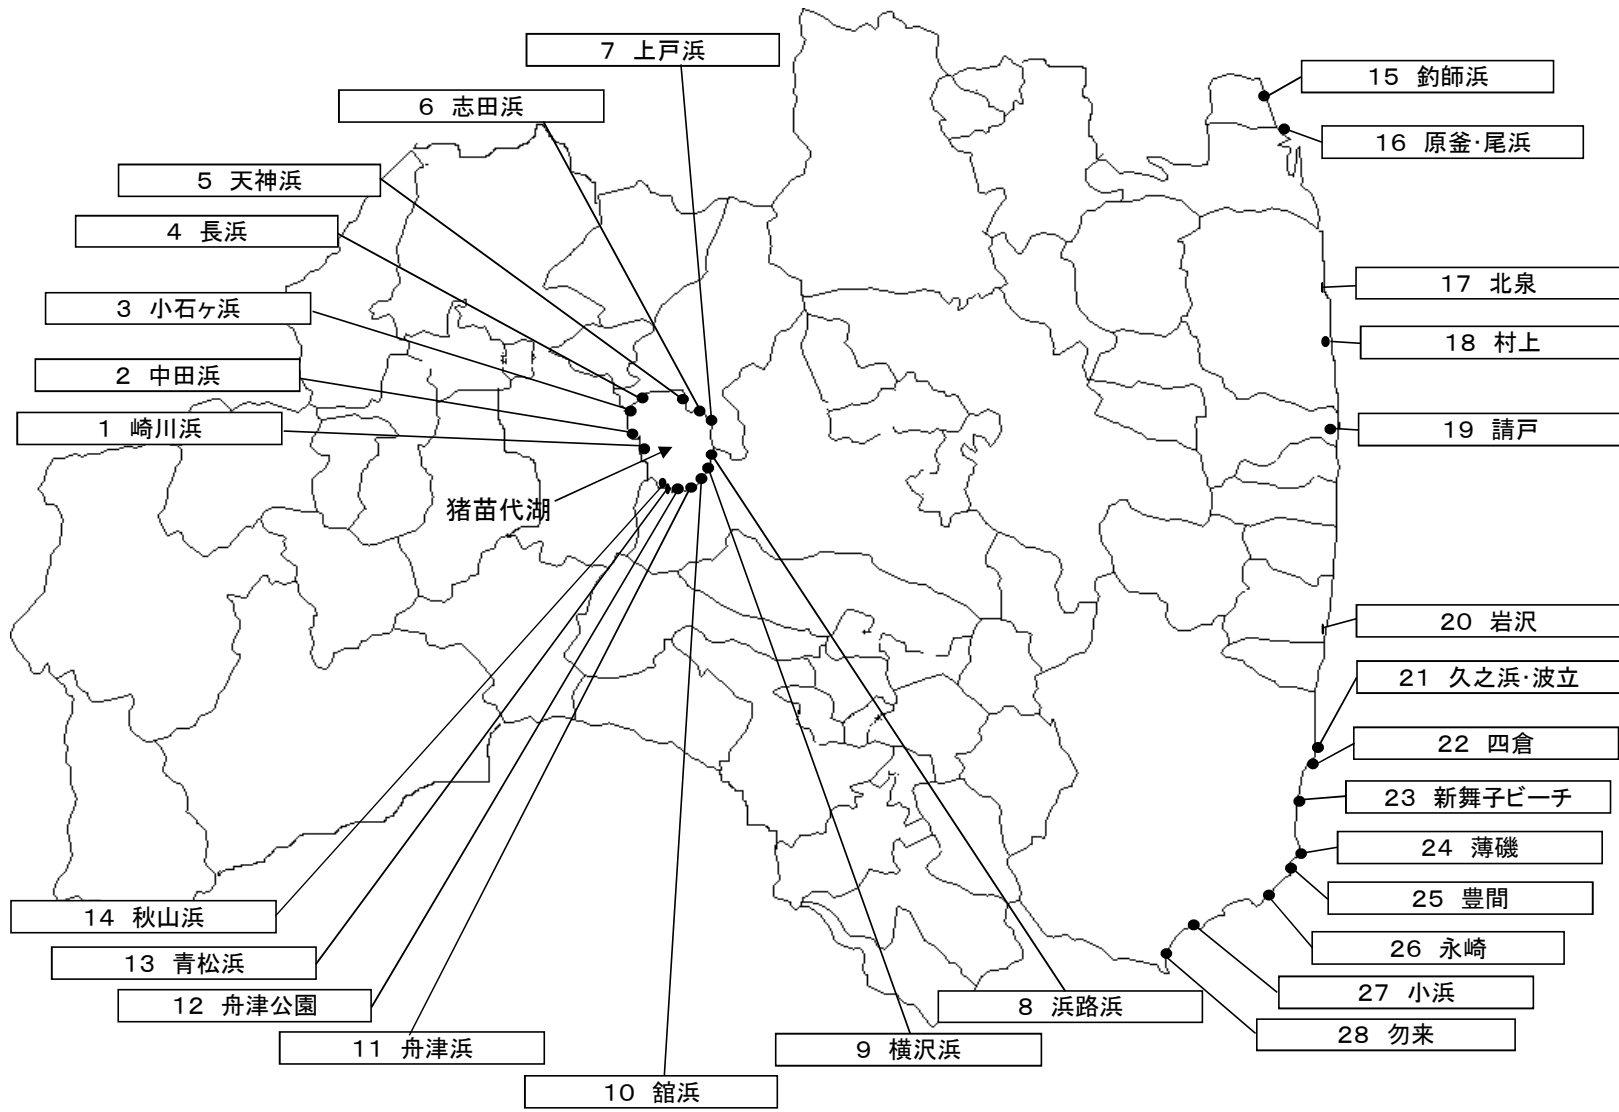 7 上戸浜
6 志田浜
5 天神浜
4 長浜
3 小石ヶ浜
2 中田浜
1 崎川浜
猪苗代湖
14 秋山浜
13 青松浜
12 舟津公園
11 舟津浜
10 舘浜
9 横沢浜
8 浜路浜
15 釣師浜
16 原釜・尾浜
17 北泉
18 村上
19 請戸
20 岩沢
21 久之浜・波立
22 四倉
23 新舞子ビーチ
24 薄磯
25 豊間
26 永崎
27 小浜
28 勿来